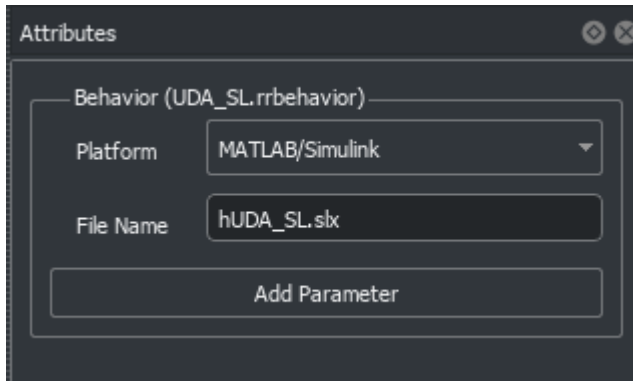 Attributes
Behavior (UDA_SL.rrbehavior)
Platform MATLAB/Simulink
File Name hUDA_SL.slx
Add Parameter